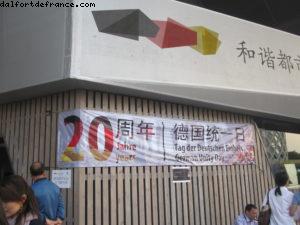 dalfortdefrance.com
和谐都
20 周年 德国统一日
Jahre Tag der Deutschen Einheit
years German Unity Day